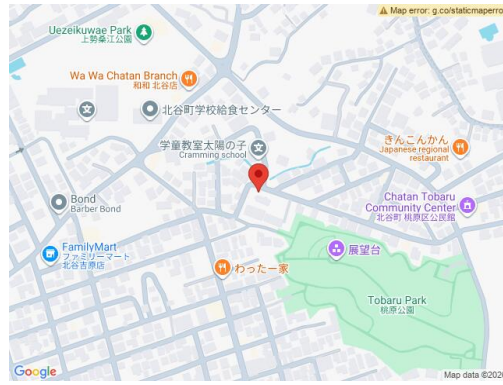 Map error: g.co/staticmaperro
Uezeikuwae Park
上勢桑江公園
Wa Wa Chatan Branch
和和 北谷店
北谷町学校給食センター
きんこんかん
Japanese regional
restaurant
学童教室太陽の子
Cramming school
Chatan Tobaru
Community Center
北谷町 桃原区公民館
Bond
Barber Bond
FamilyMart
ファミリーマート
北谷吉原店
展望台
わったー家
Tobaru Park
桃原公園
Google
Map data ©202